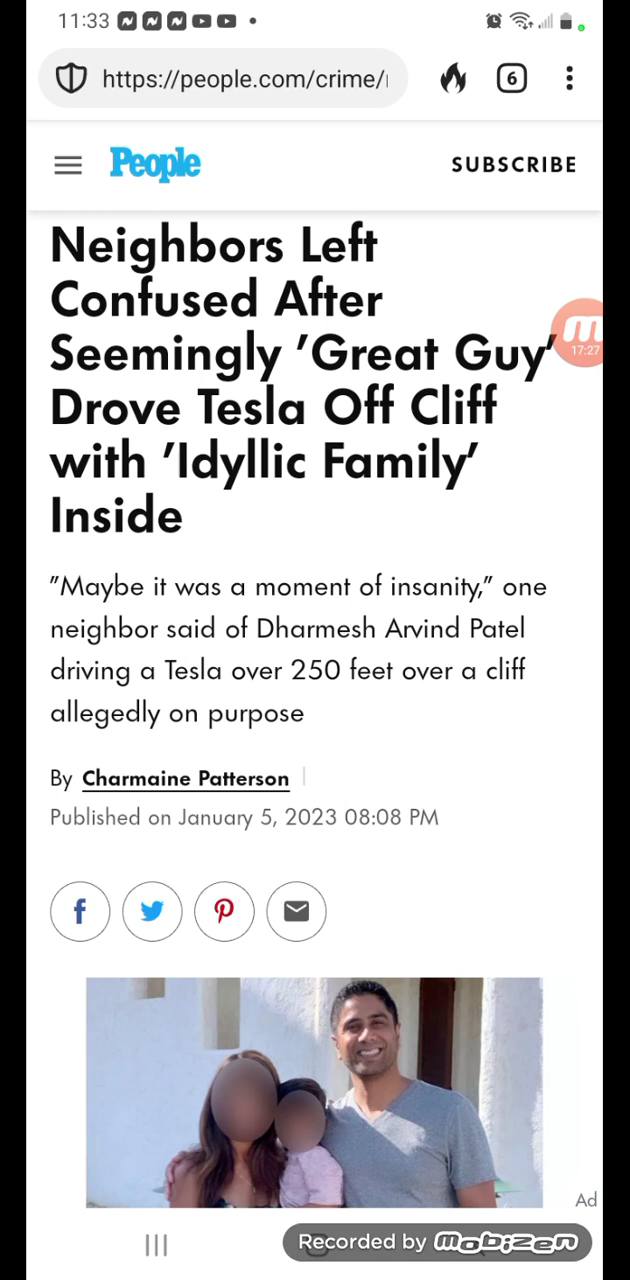 11:33
https://people.com/crime/
6
People
SUBSCRIBE
Neighbors Left
Confused After
Seemingly ’Great Guy’
Drove Tesla Off Cliff
with ’Idyllic Family’
Inside
17:27
”Maybe it was a moment of insanity,” one
neighbor said of Dharmesh Arvind Patel
driving a Tesla over 250 feet over a cliff
allegedly on purpose
By Charmaine Patterson
Published on January 5, 2023 08:08 PM
Ad
Recorded by mobizen